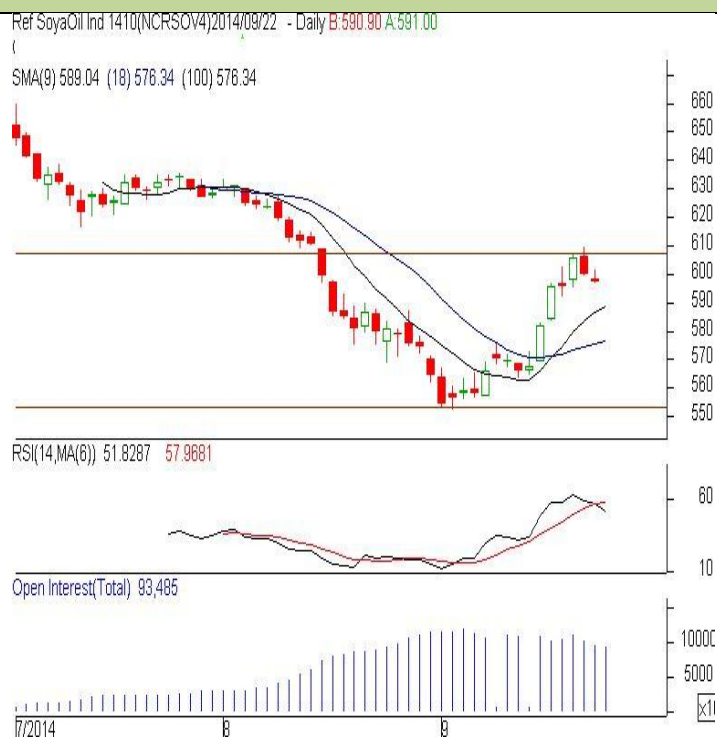 Ref SoyaOil Ind 1410(NCRSOV4)2014/09/22 - Daily B:590.90 A:591.00
(
SMA(9) 589.04 (18) 576.34 (100) 576.34
660
650
640
630
620
610
600
590
580
570
560
550
RSI(14,MA(6)) 51.8287 57.9681
60
10
Open Interest(Total) 93,485
10000
5000
x10
7/2014 8 9